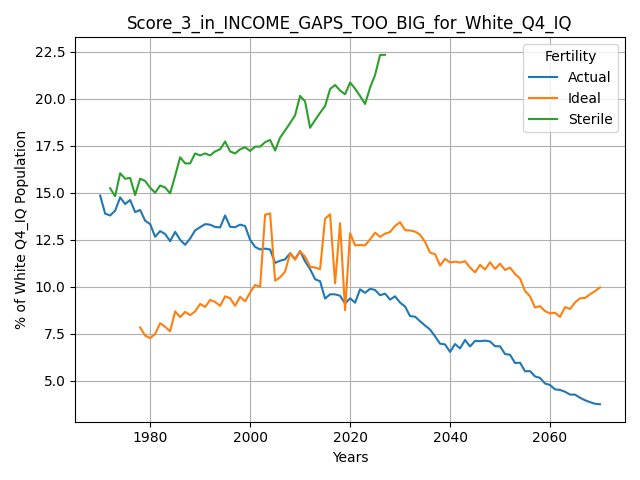 Score_3_in_INCOME_GAPS_TOO_BIG_for_White_Q4_IQ
Fertility
Actual
Ideal
Sterile
% of White Q4_IQ Population
22.5
20.0
17.5
15.0
12.5
10.0
7.5
5.0
1980
2000
2020
2040
2060
Years